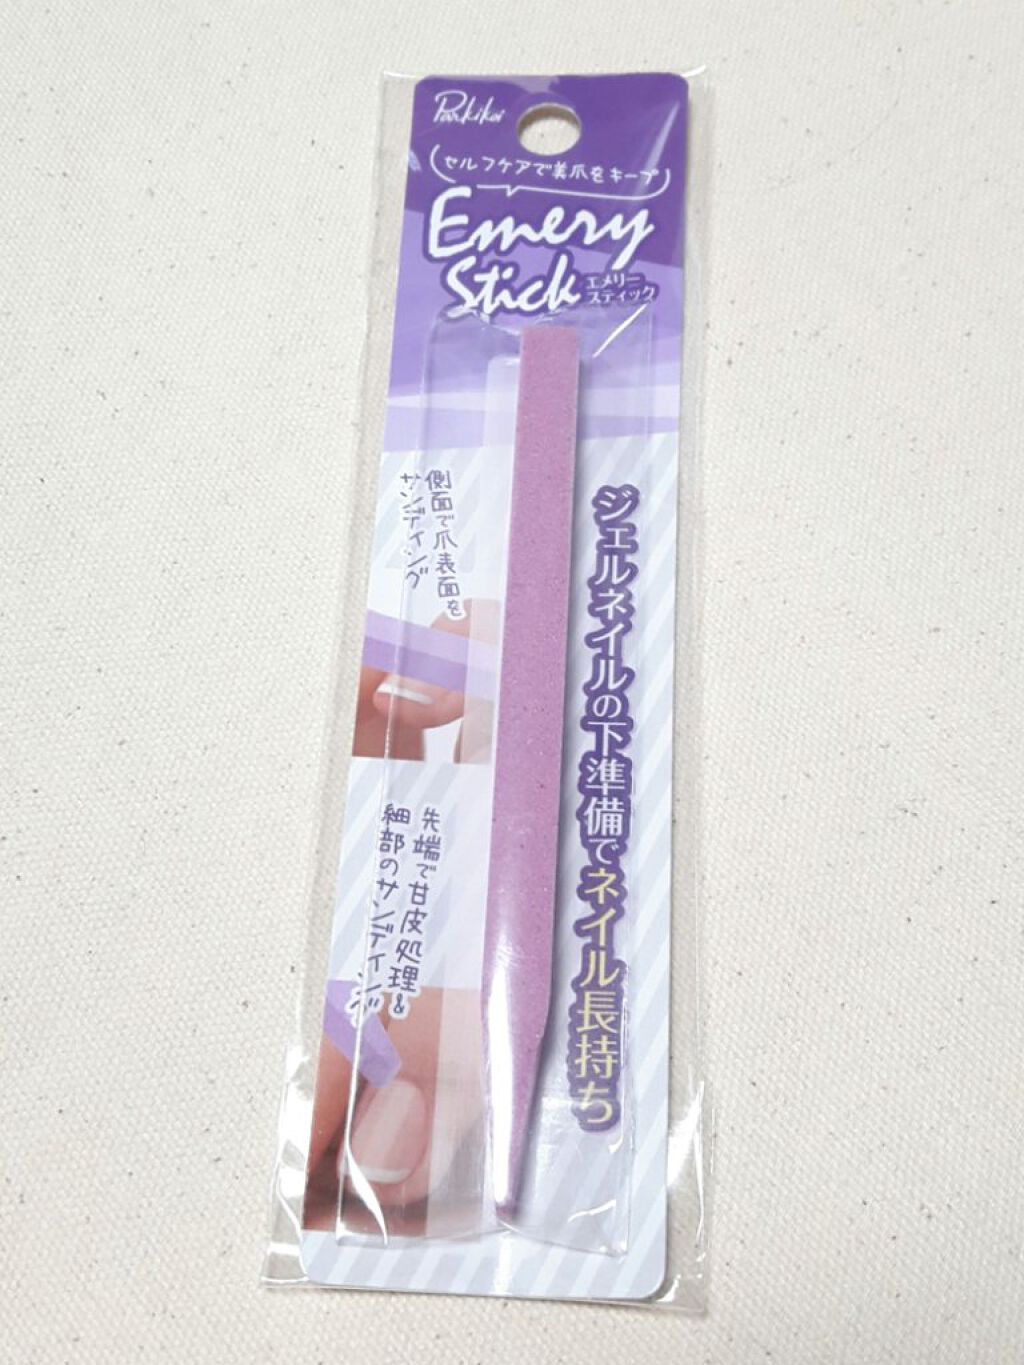 Parkikoi
セルフケアで美爪をキープ
Emery
Stick
エメリー
スティック
側面で爪表面を
サンディング
ジェルネイルの下準備でネイル長持ち
先端で甘皮処理&
細部のサンディング